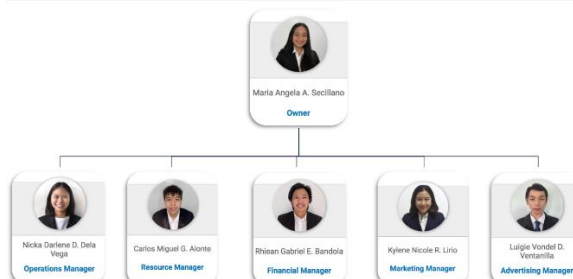 Maria Angela A. Secillano
Owner
Nicka Darlene D. Dela
Vega
Operations Manager
Carlos Miguel G. Alonte
Resource Manager
Rhiean Gabriel E. Bandola
Financial Manager
Kylene Nicole R. Lirio
Marketing Manager
Luigie Vondel D.
Ventanilla
Advertising Manager